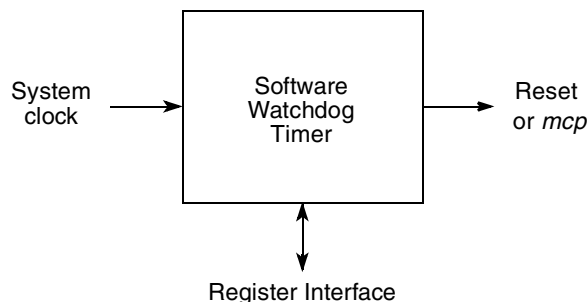 System
clock
Software
Watchdog
Timer
Reset
or mcp
Register Interface